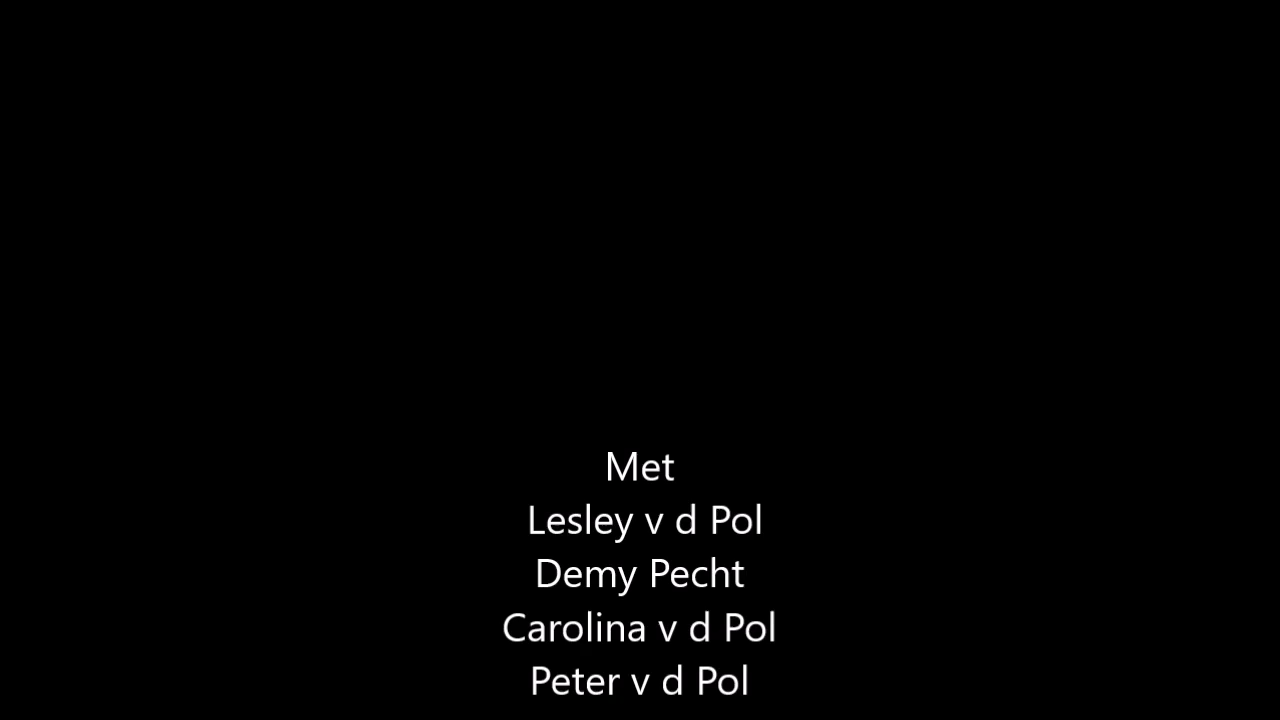 Met
Lesley v d Pol
Demy Pecht
Carolina v d Pol
Peter v d Pol